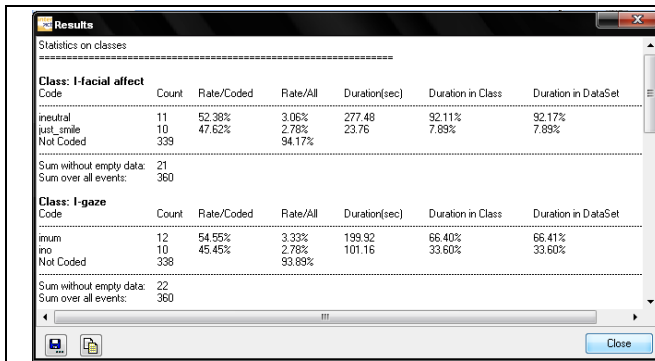 Results
Statistics on classes
==============================================================
Class: I-facial affect
Code Count Rate/Coded Rate/All Duration(sec) Duration in Class Duration in DataSet
ineutral 11 52.38% 3.06% 277.48 92.11% 92.17%
just_smile 10 47.62% 2.78% 23.76 7.89% 7.89%
Not Coded 339 94.17%
Sum without empty data: 21
Sum over all events: 360
Class: I-gaze
Code Count Rate/Coded Rate/All Duration(sec) Duration in Class Duration in DataSet
imum 12 54.55% 3.33% 199.92 66.40% 66.41%
ino 10 45.45% 2.78% 101.16 33.60% 33.60%
Not Coded 338 93.89%
Sum without empty data: 22
Sum over all events: 360
Close